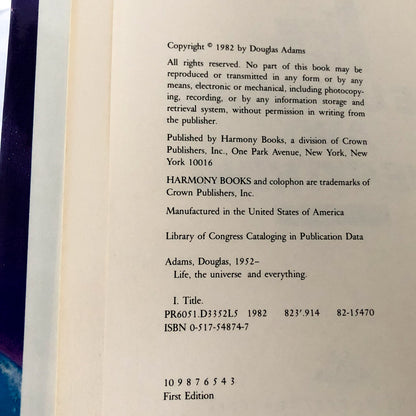 Copyright © 1982 by Douglas Adams
All rights reserved. No part of this book may be
reproduced or transmitted in any form or by any
means, electronic or mechanical, including photocopy-
ing, recording, or by any information storage and
retrieval system, without permission in writing from
the publisher.
Published by Harmony Books, a division of Crown
Publishers, Inc., One Park Avenue, New York, New
York 10016
HARMONY BOOKS and colophon are trademarks of
Crown Publishers, Inc.
Manufactured in the United States of America
Library of Congress Cataloging in Publication Data
Adams, Douglas, 1952–
Life, the universe and everything.
I. Title.
PR6051.D3352L5 1982 823'.914 82-15470
ISBN 0-517-54874-7
10 9 8 7 6 5 4 3
First Edition